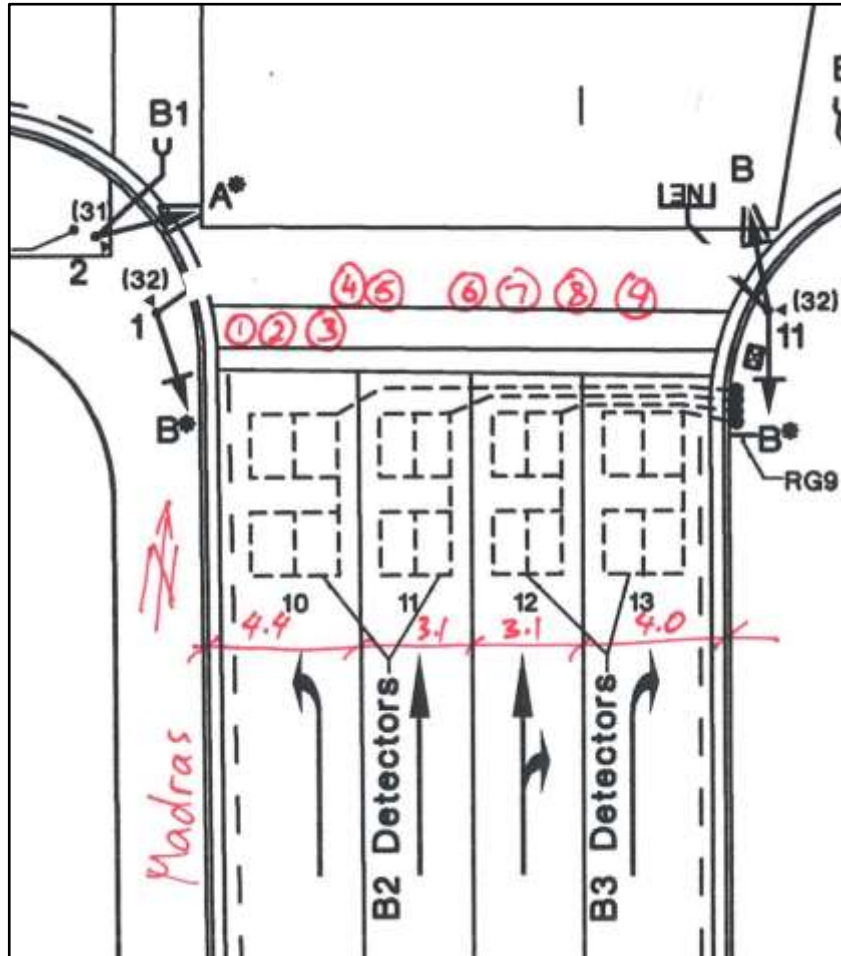 B1
A*
B
(31)
2
(32)
1
B*
(32)
11
B*
RG9
④ ⑤ ⑥ ⑦ ⑧ ⑨
① ② ③
10 11 12 13
4.4 3.1 3.1 4.0
Madras
B2 Detectors
B3 Detectors